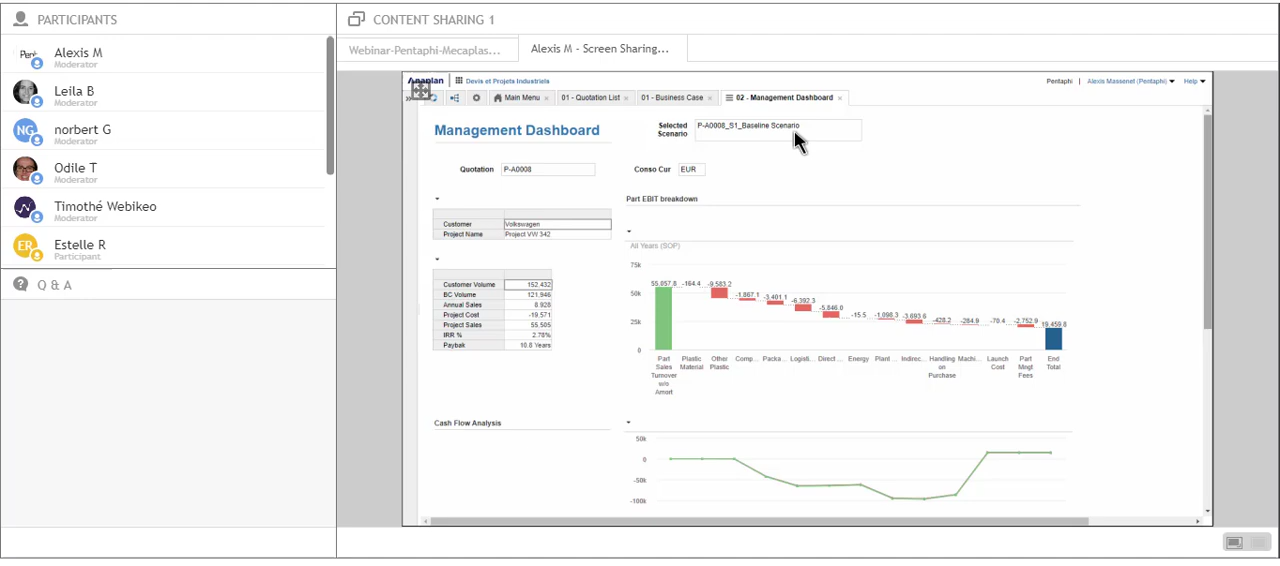 PARTICIPANTS
Alexis M
Moderator
Leila B
Moderator
NG
norbert G
Moderator
Odile T
Moderator
Timothé Webikeo
Moderator
ER
Estelle R
Participant
Q & A
CONTENT SHARING 1
Webinar-Pentaphi-Mecaplas...
Alexis M - Screen Sharing...
Anaplan
Devis et Projets Industriels
Pentaphi | Alexis Massenet (Pentaphi) Help
Main Menu × 01 - Quotation List × 01 - Business Case × 02 - Management Dashboard ×
Management Dashboard
Selected Scenario
P-A0008_S1_Baseline Scenario
Quotation P-A0008
Conso Cur EUR
Customer Volkswagen
Project Name Project VW 342
Customer Volume 152,432
BC Volume 121,946
Annual Sales 8 928
Project Cost -19,571
Project Sales 55,505
IRR % 2.78%
Paybak 10.8 Years
Part EBIT breakdown
All Years (SOP)
75k
50k
25k
0
55,057.8 -164.4 -9,583.2 -1,867.1 -3,401.1 -6,392.3 -5,846.0 -15.5 -1,098.3 -3,693.6 -428.2 -284.9 -70.4 -2,752.9 19,459.8
Part Sales Turnover w/o Amort
Plastic Material
Other Plastic
Comp...
Packa...
Logisti...
Direct ...
Energy
Plant ...
Indirec...
Handling on Purchase
Machi...
Launch Cost
Part Mngt Fees
End Total
Cash Flow Analysis
50k
0
-50k
-100k